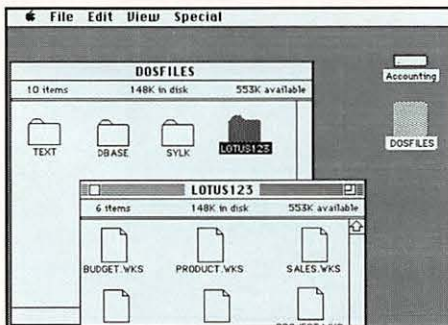 File Edit View Special
DOSFILES
10 items 148K in disk 553K available
Accounting
DOSFILES
TEXT DBASE SYLK LOTUS123
LOTUS123
6 items 148K in disk 553K available
BUDGET.WKS PRODUCT.WKS SALES.WKS